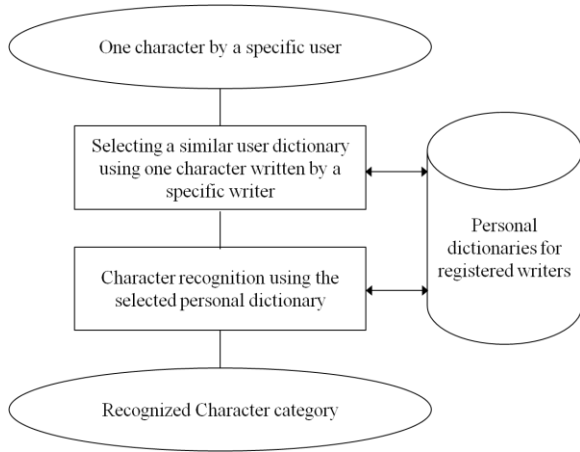 One character by a specific user
Selecting a similar user dictionary
using one character written by a
specific writer
Personal
dictionaries for
registered writers
Character recognition using the
selected personal dictionary
Recognized Character category